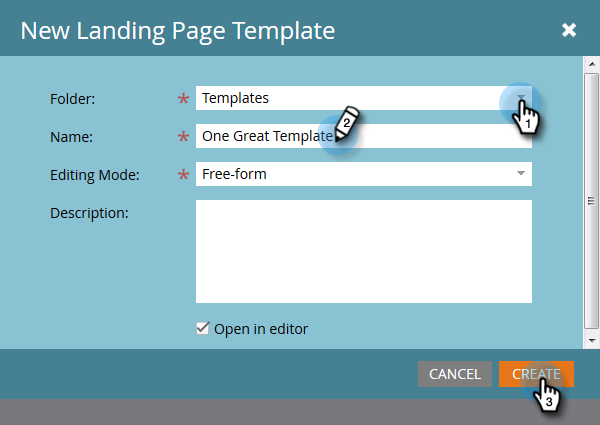 New Landing Page Template
Folder: * Templates
1
Name: * One Great Template
2
Editing Mode: * Free-form
Description:
Open in editor
CANCEL CREATE
3